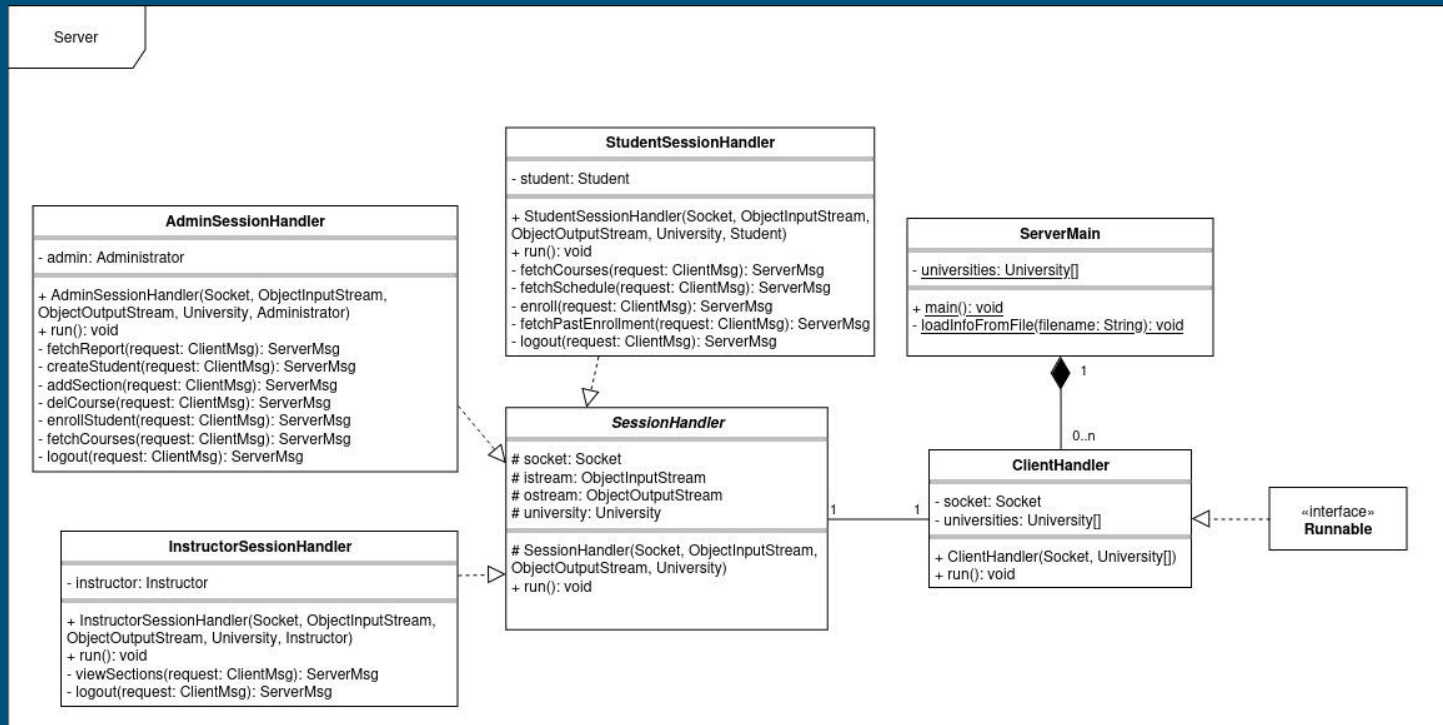 Server
StudentSessionHandler
- student: Student
+ StudentSessionHandler(Socket, ObjectInputStream,
ObjectOutputStream, University, Student)
+ run(): void
- fetchCourses(request: ClientMsg): ServerMsg
- fetchSchedule(request: ClientMsg): ServerMsg
- enroll(request: ClientMsg): ServerMsg
- fetchPastEnrollment(request: ClientMsg): ServerMsg
- logout(request: ClientMsg): ServerMsg
AdminSessionHandler
- admin: Administrator
+ AdminSessionHandler(Socket, ObjectInputStream,
ObjectOutputStream, University, Administrator)
+ run(): void
- fetchReport(request: ClientMsg): ServerMsg
- createStudent(request: ClientMsg): ServerMsg
- addSection(request: ClientMsg): ServerMsg
- delCourse(request: ClientMsg): ServerMsg
- enrollStudent(request: ClientMsg): ServerMsg
- fetchCourses(request: ClientMsg): ServerMsg
- logout(request: ClientMsg): ServerMsg
ServerMain
- universities: University[]
+ main(): void
- loadInfoFromFile(filename: String): void
1
0..n
SessionHandler
# socket: Socket
# istream: ObjectInputStream
# ostream: ObjectOutputStream
# university: University
# SessionHandler(Socket, ObjectInputStream,
ObjectOutputStream, University)
+ run(): void
1
1
ClientHandler
- socket: Socket
- universities: University[]
+ ClientHandler(Socket, University[])
+ run(): void
«interface»
Runnable
InstructorSessionHandler
- instructor: Instructor
+ InstructorSessionHandler(Socket, ObjectInputStream,
ObjectOutputStream, University, Instructor)
+ run(): void
- viewSections(request: ClientMsg): ServerMsg
- logout(request: ClientMsg): ServerMsg